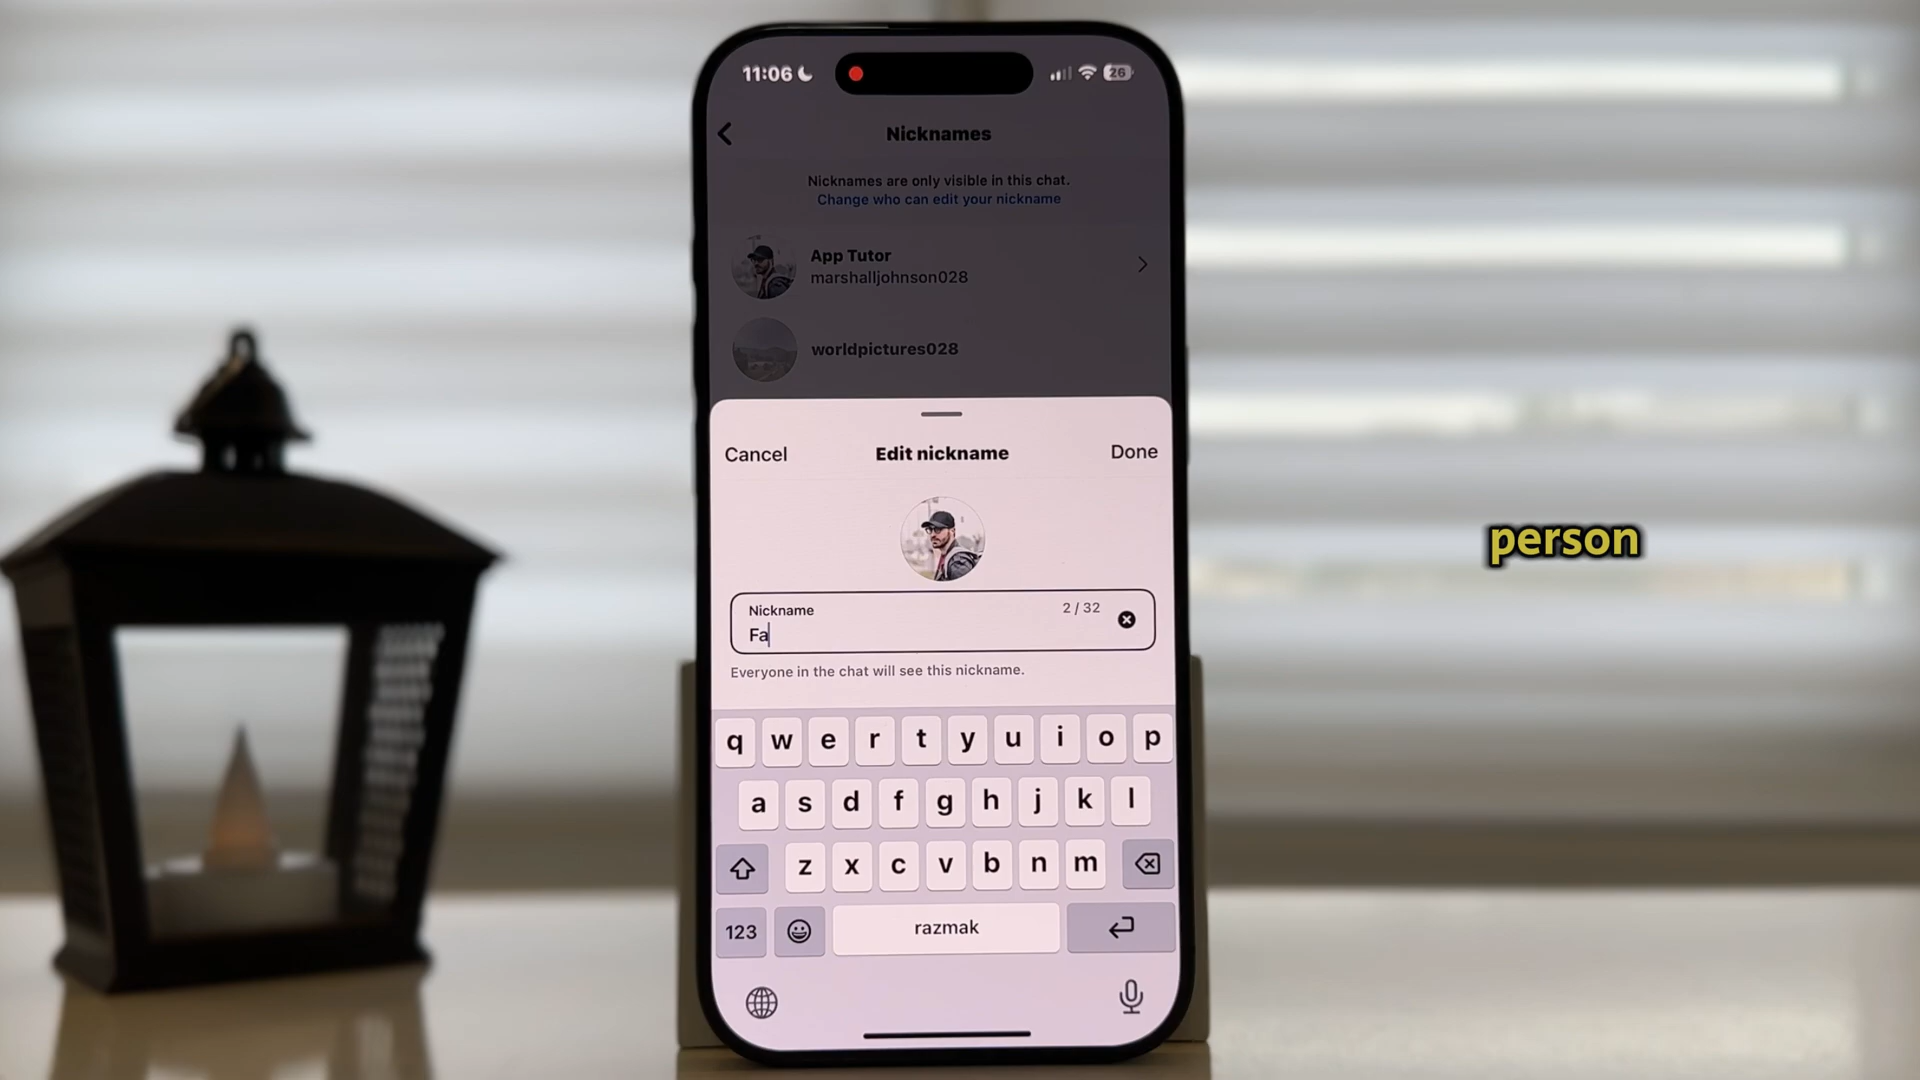 11:06
26
Nicknames
Nicknames are only visible in this chat.
Change who can edit your nickname
App Tutor
marshalljohnson028
worldpictures028
Cancel
Edit nickname
Done
Nickname
2 / 32
Fa
Everyone in the chat will see this nickname.
person
q w e r t y u i o p
a s d f g h j k l
z x c v b n m
123
razmak